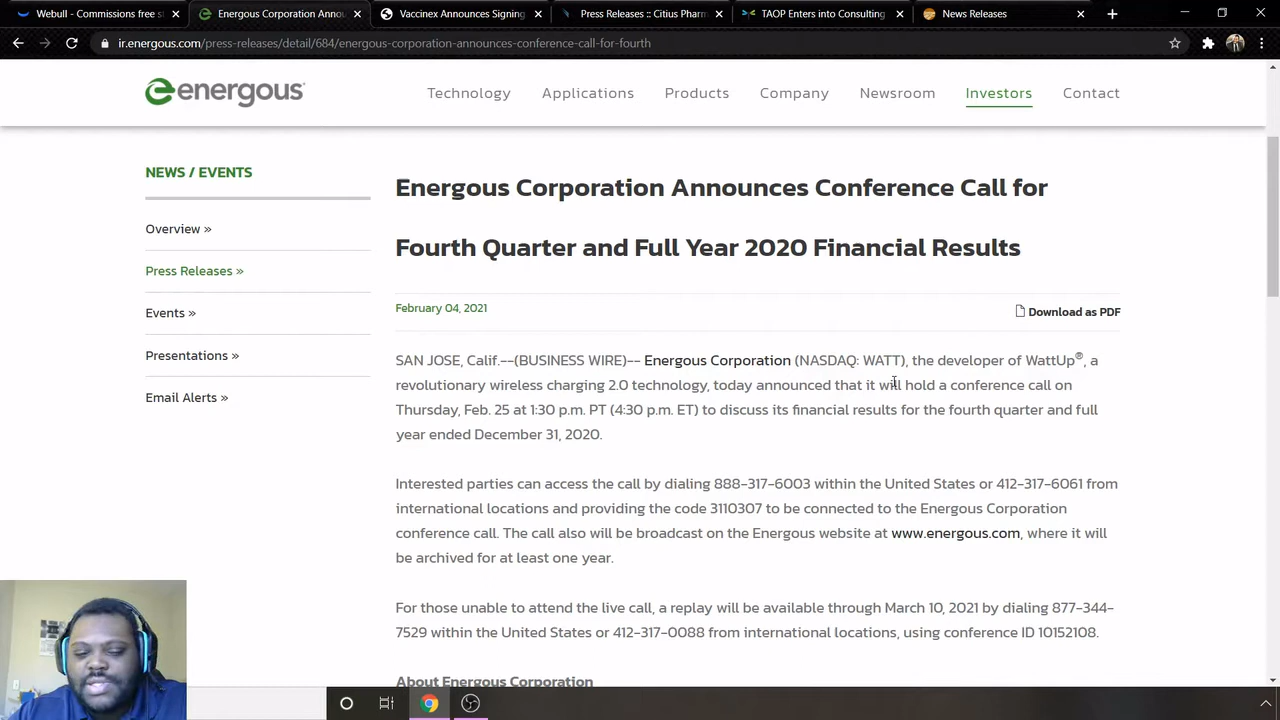 Webull - Commissions free s
Energous Corporation Annou
Vaccinex Announces Signing
Press Releases :: Citius Pharm
TAOP Enters into Consulting
News Releases
ir.energous.com/press-releases/detail/684/energous-corporation-announces-conference-call-for-fourth
energous
Technology
Applications
Products
Company
Newsroom
Investors
Contact
NEWS / EVENTS
Overview »
Press Releases »
Events »
Presentations »
Email Alerts »
Energous Corporation Announces Conference Call for
Fourth Quarter and Full Year 2020 Financial Results
February 04, 2021
Download as PDF
SAN JOSE, Calif.--(BUSINESS WIRE)-- Energous Corporation (NASDAQ: WATT), the developer of WattUp®, a
revolutionary wireless charging 2.0 technology, today announced that it will hold a conference call on
Thursday, Feb. 25 at 1:30 p.m. PT (4:30 p.m. ET) to discuss its financial results for the fourth quarter and full
year ended December 31, 2020.
Interested parties can access the call by dialing 888-317-6003 within the United States or 412-317-6061 from
international locations and providing the code 3110307 to be connected to the Energous Corporation
conference call. The call also will be broadcast on the Energous website at www.energous.com, where it will
be archived for at least one year.
For those unable to attend the live call, a replay will be available through March 10, 2021 by dialing 877-344-
7529 within the United States or 412-317-0088 from international locations, using conference ID 10152108.
About Energous Corporation